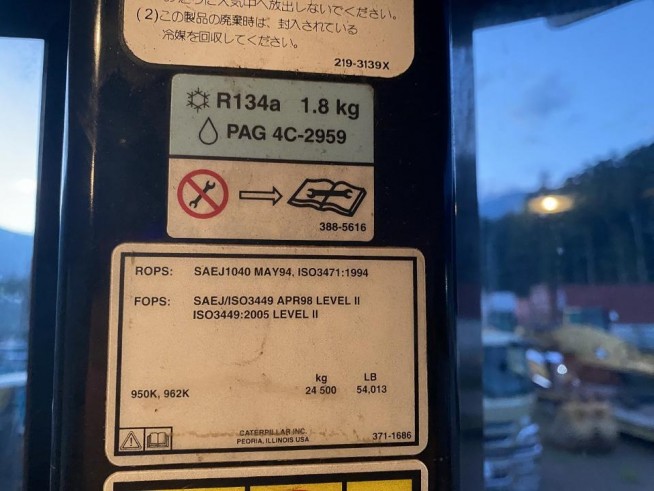 (2)この製品の廃棄時は、封入されている
冷媒を回収してください。
219-3139X
R134a 1.8 kg
PAG 4C-2959
388-5616
ROPS: SAEJ1040 MAY94, ISO3471:1994
FOPS: SAEJ/ISO3449 APR98 LEVEL II
ISO3449:2005 LEVEL II
kg LB
950K, 962K 24 500 54,013
CATERPILLAR INC.
PEORIA, ILLINOIS USA
371-1686